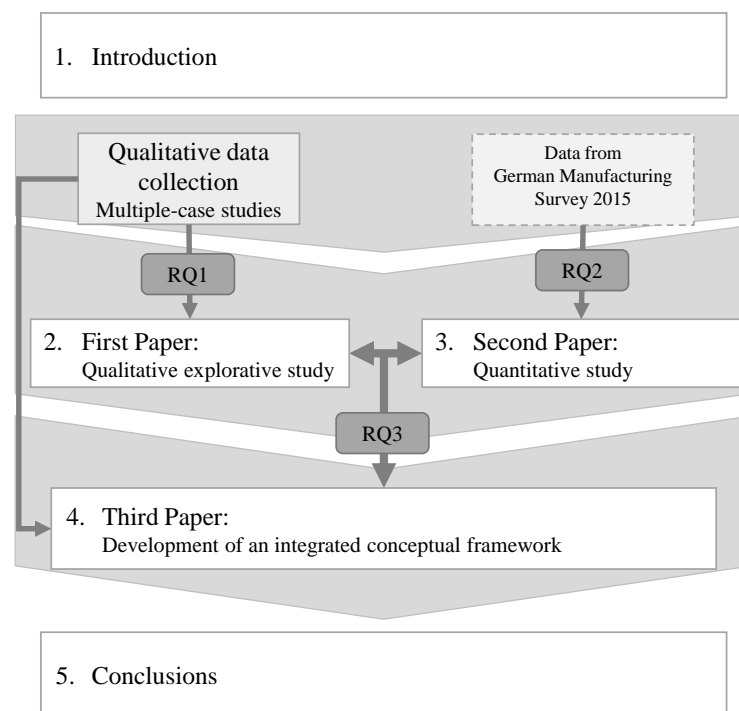 1. Introduction
Qualitative data
collection
Multiple-case studies
Data from
German Manufacturing
Survey 2015
RQ1
RQ2
2. First Paper:
Qualitative explorative study
3. Second Paper:
Quantitative study
RQ3
4. Third Paper:
Development of an integrated conceptual framework
5. Conclusions